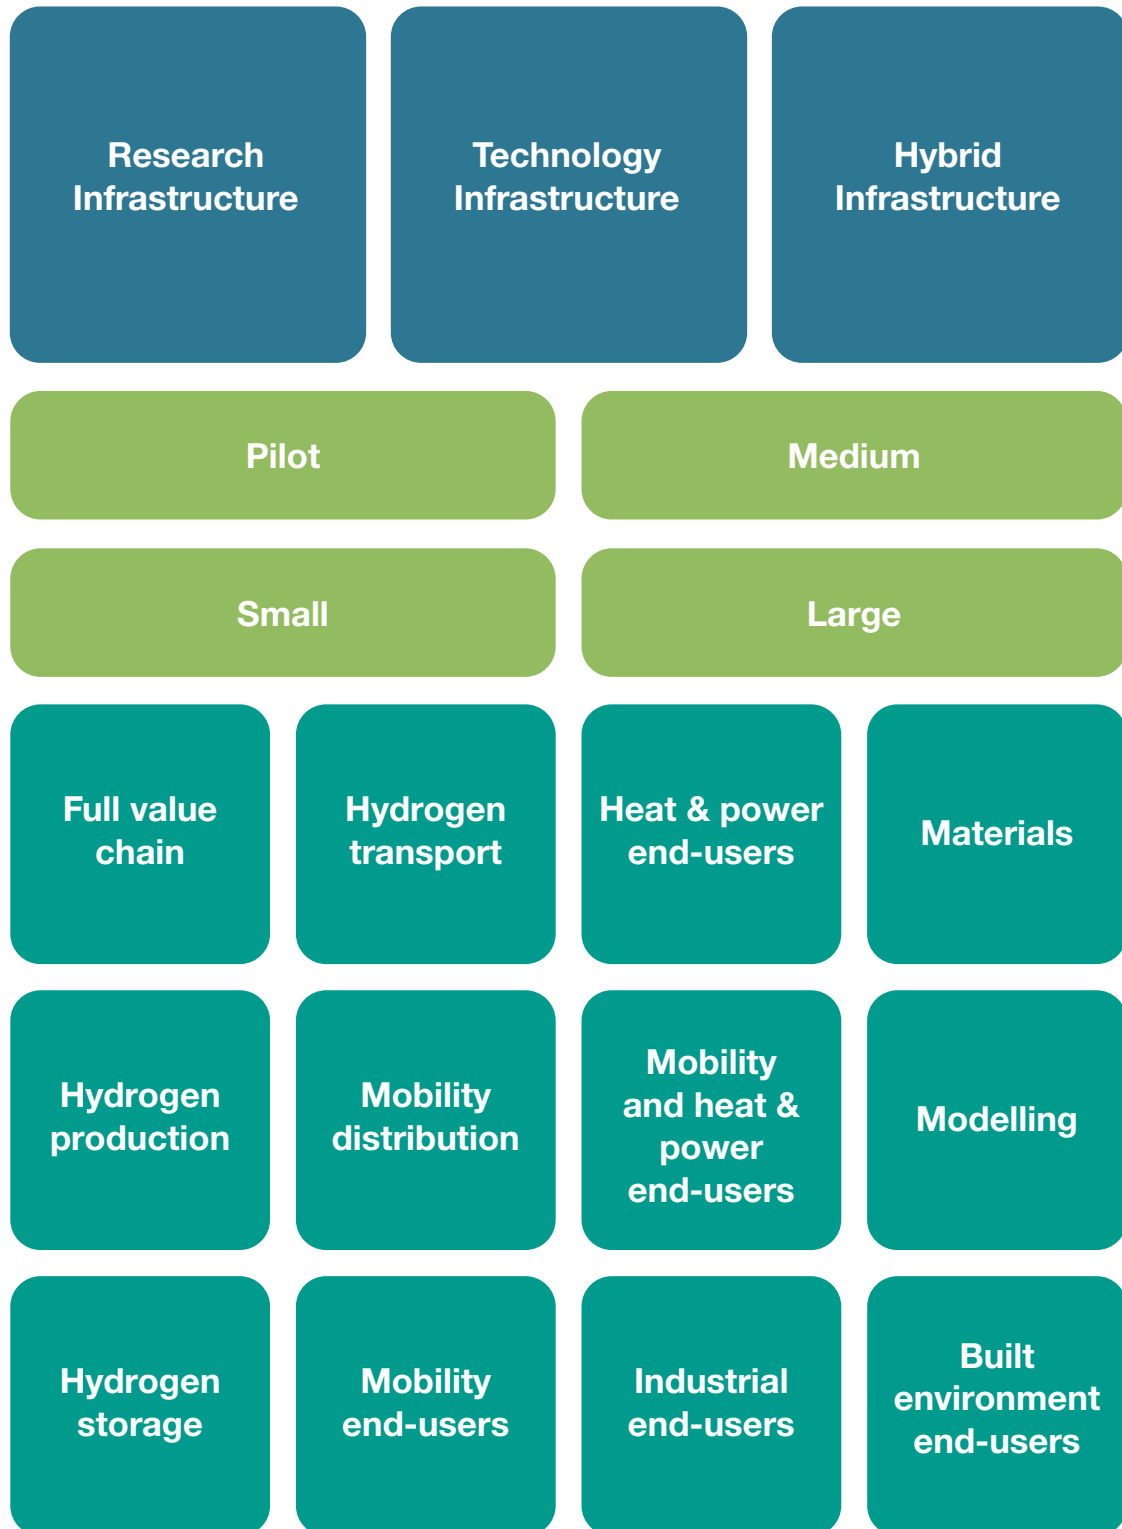 Research
Infrastructure
Technology
Infrastructure
Hybrid
Infrastructure
Pilot
Medium
Small
Large
Full value
chain
Hydrogen
transport
Heat & power
end-users
Materials
Hydrogen
production
Mobility
distribution
Mobility
and heat &
power
end-users
Modelling
Hydrogen
storage
Mobility
end-users
Industrial
end-users
Built
environment
end-users